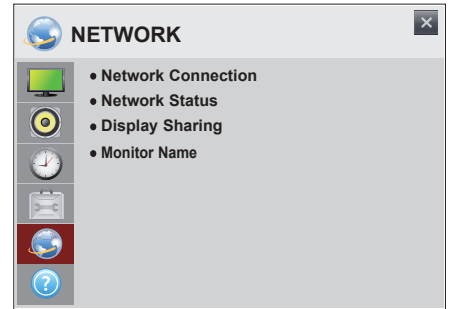 NETWORK
● Network Connection
● Network Status
● Display Sharing
● Monitor Name
?